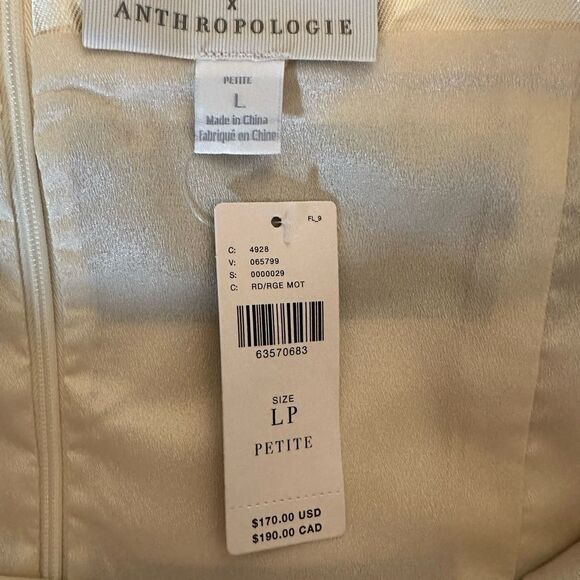 X
ANTHROPOLOGIE
PETITE
L
Made in China
Fabriqué en Chine
FL_9
C: 4928
V: 065799
S: 0000029
C: RD/RGE MOT
63570683
SIZE
LP
PETITE
$170.00 USD
$190.00 CAD